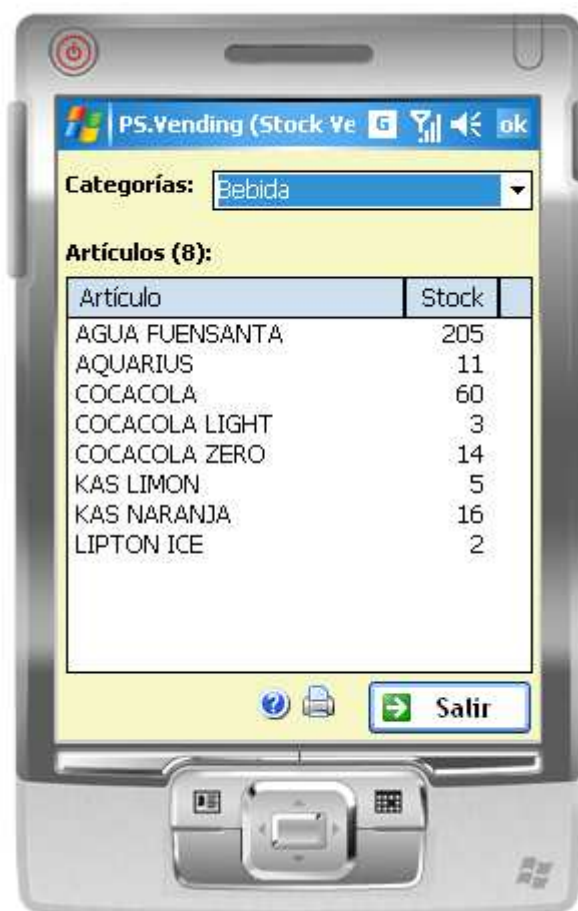 PS.Vending (Stock Ve G ok
Categorías: Bebida
Artículos (8):
Artículo Stock
AGUA FUENSANTA 205
AQUARIUS 11
COCACOLA 60
COCACOLA LIGHT 3
COCACOLA ZERO 14
KAS LIMON 5
KAS NARANJA 16
LIPTON ICE 2
Salir